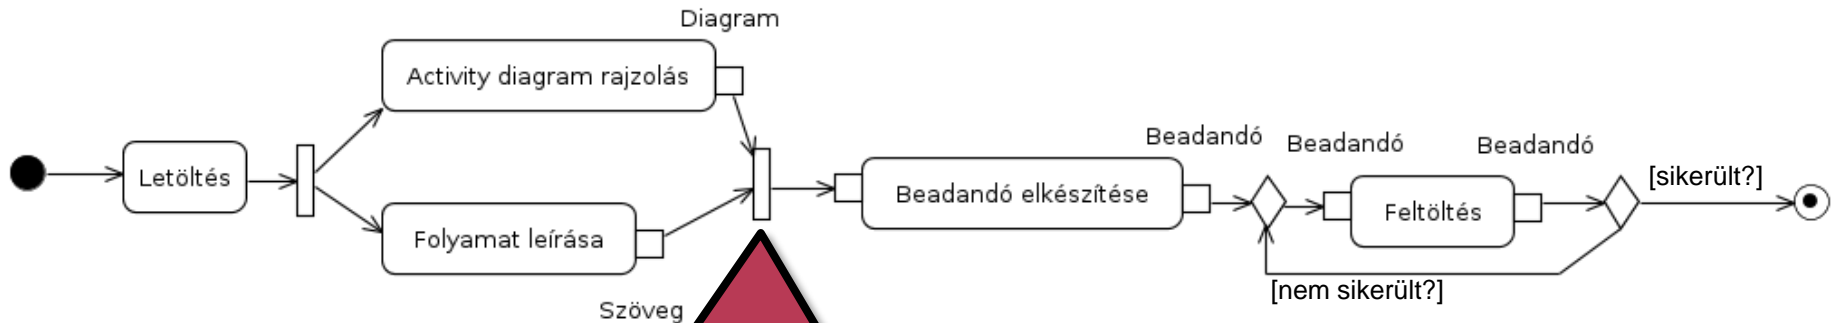 Diagram
Activity diagram rajzolás
Letöltés
Folyamat leírása
Szöveg
Beadandó elkészítése
Beadandó
Beadandó
Feltöltés
Beadandó
[sikerült?]
[nem sikerült?]